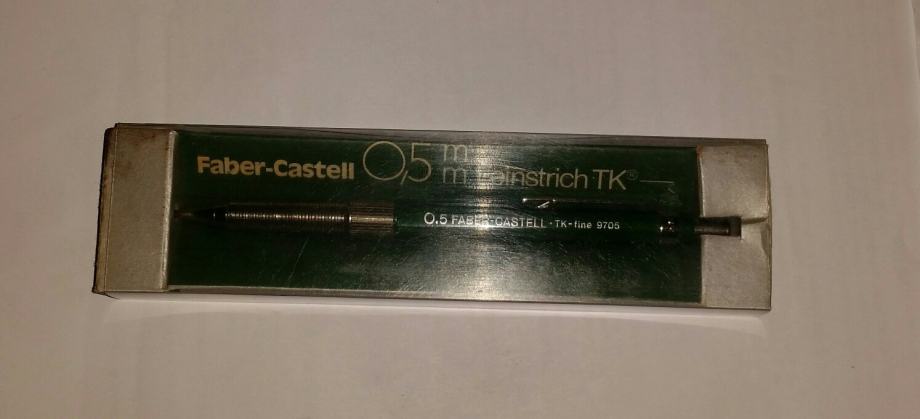 Faber-Castell 0,5 mm Feinstrich TK®
0.5 FABER-CASTELL · TK-fine 9705